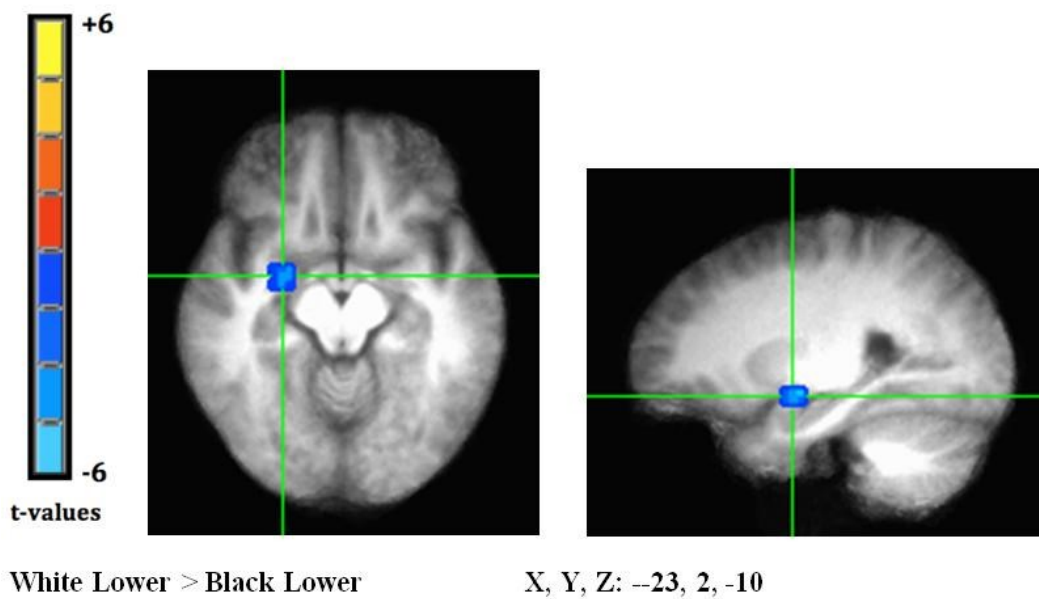 +6
-6
t-values
White Lower > Black Lower
X, Y, Z: --23, 2, -10